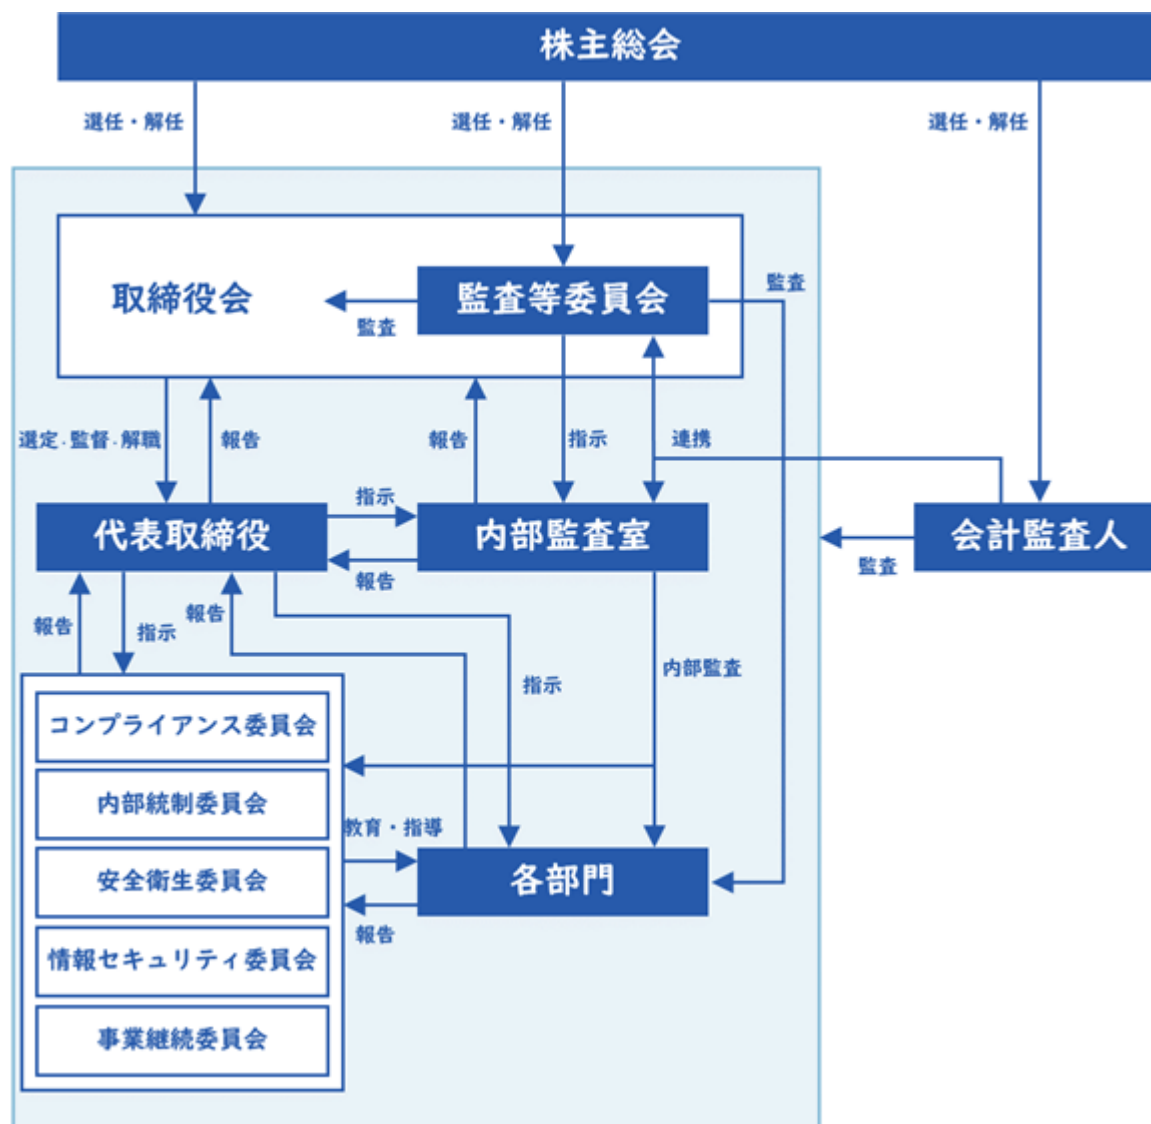 株主総会
選任・解任
選任・解任
選任・解任
取締役会
監査等委員会
監査
監査
選定・監督・解職
報告
報告
指示
連携
代表取締役
指示
報告
内部監査室
会計監査人
監査
報告
指示
報告
指示
内部監査
コンプライアンス委員会
内部統制委員会
安全衛生委員会
情報セキュリティ委員会
事業継続委員会
教育・指導
報告
各部門